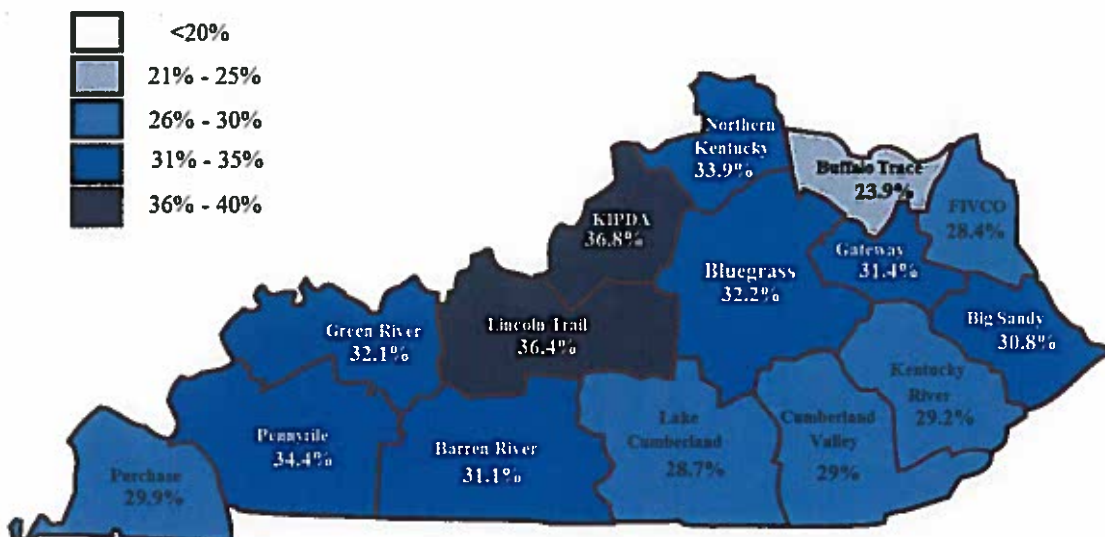 <20%
21% - 25%
26% - 30%
31% - 35%
36% - 40%
Northern
Kentucky
33.9%
Buffalo Trace
23.9%
FIVCO
28.4%
KIPDA
36.8%
Gateway
31.4%
Bluegrass
32.2%
Lincoln Trail
36.4%
Green River
32.1%
Big Sandy
30.8%
Kentucky
River
29.2%
Pennyrile
34.4%
Barren River
31.1%
Lake
Cumberland
28.7%
Cumberland
Valley
29%
Purchase
29.9%